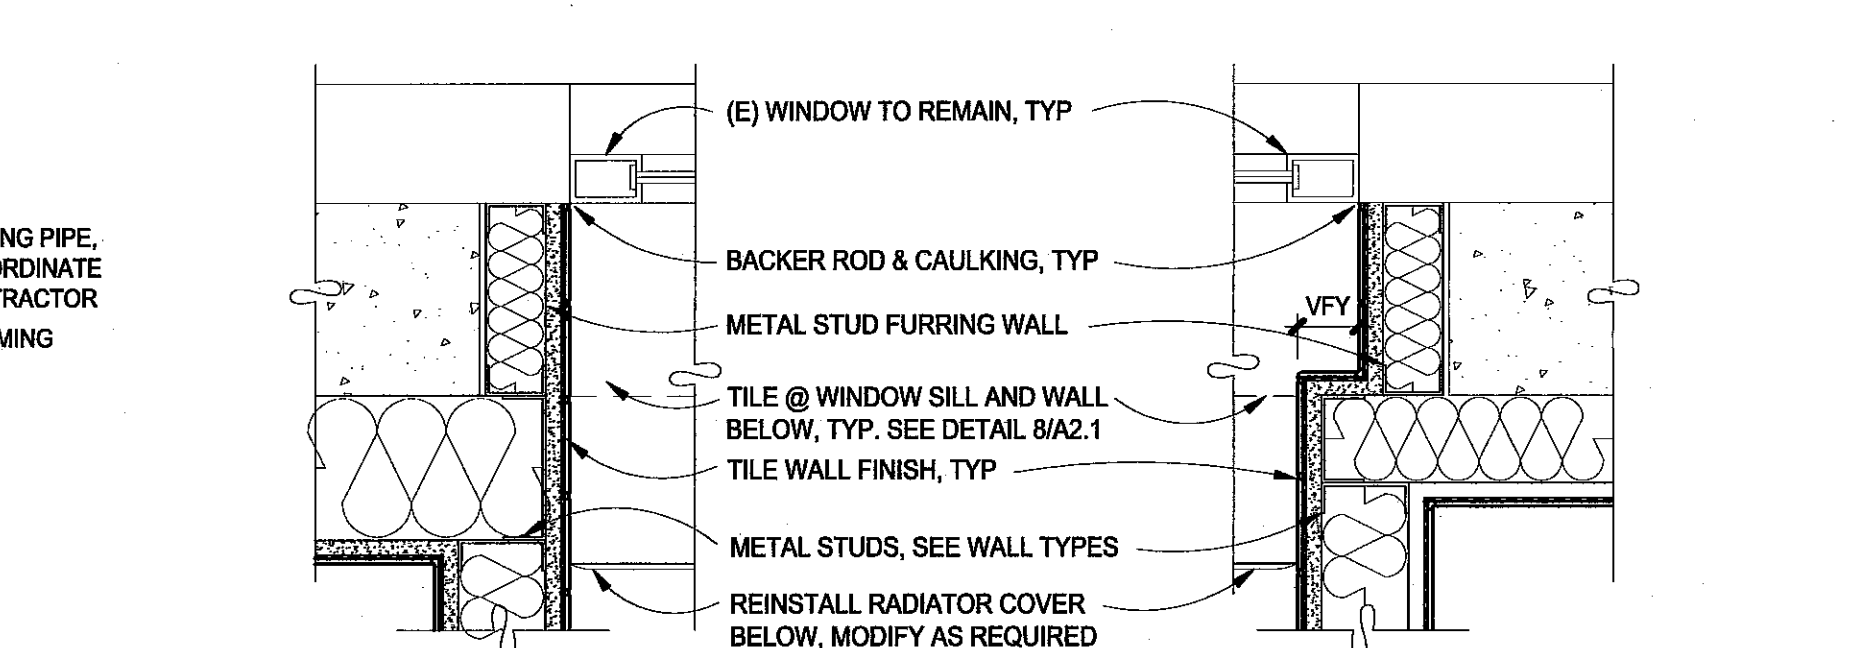 NG PIPE,
ORDINATE
TRACTOR
MING
(E) WINDOW TO REMAIN, TYP
BACKER ROD & CAULKING, TYP
VFY
METAL STUD FURRING WALL
TILE @ WINDOW SILL AND WALL
BELOW, TYP. SEE DETAIL 8/A2.1
TILE WALL FINISH, TYP
METAL STUDS, SEE WALL TYPES
REINSTALL RADIATOR COVER
BELOW, MODIFY AS REQUIRED